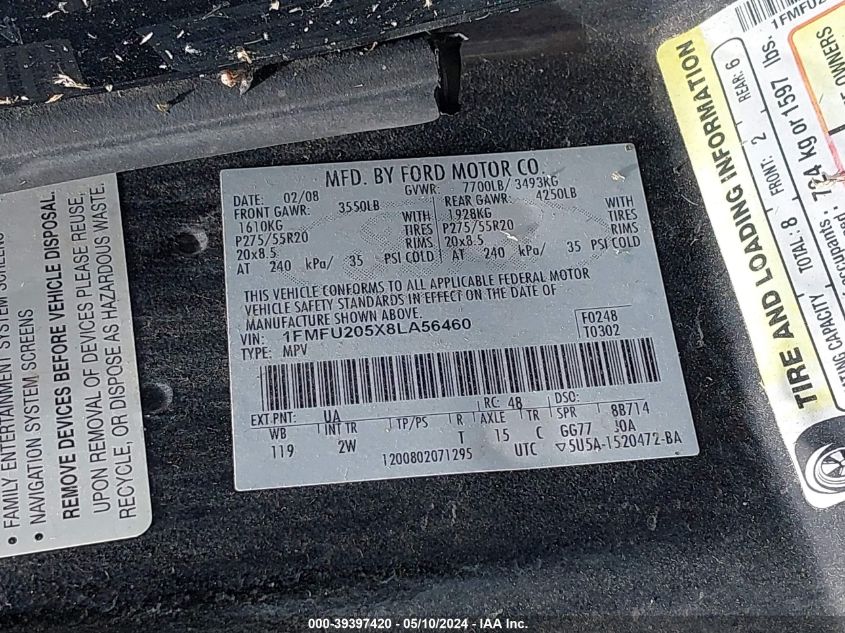 FAMILY ENTERTAINMENT SYSTEM SCREENS
• NAVIGATION SYSTEM SCREENS
REMOVE DEVICES BEFORE VEHICLE DISPOSAL.
UPON REMOVAL OF DEVICES PLEASE REUSE,
RECYCLE, OR DISPOSE AS HAZARDOUS WASTE.
MFD. BY FORD MOTOR CO.
DATE: 02/08 GVWR: 7700LB/ 3493KG
FRONT GAWR: 3550LB REAR GAWR: 4250LB
1610KG WITH 1928KG WITH
P275/55R20 TIRES P275/55R20 TIRES
20x8.5 RIMS 20x8.5 RIMS
AT 240 kPa/ 35 PSI COLD AT 240 kPa/ 35 PSI COLD
THIS VEHICLE CONFORMS TO ALL APPLICABLE FEDERAL MOTOR
VEHICLE SAFETY STANDARDS IN EFFECT ON THE DATE OF
MANUFACTURE SHOWN ABOVE.
VIN: 1FMFU205X8LA56460 F0248
TYPE: MPV T0302
EXT PNT: UA RC: 48 DSO:
WB INT TR TP/PS R AXLE TR SPR 8B714
119 2W T 15 C GG77
1200802071295 UTC ▽5U5A-1520472-BA
TIRE AND LOADING INFORMATION
SEATING CAPACITY TOTAL: 8 FRONT: 2 REAR: 6
724 kg or 1597 lbs.
OWNERS
1FMFU2
00-39397420 - 05/10/2024 - IAA Inc.